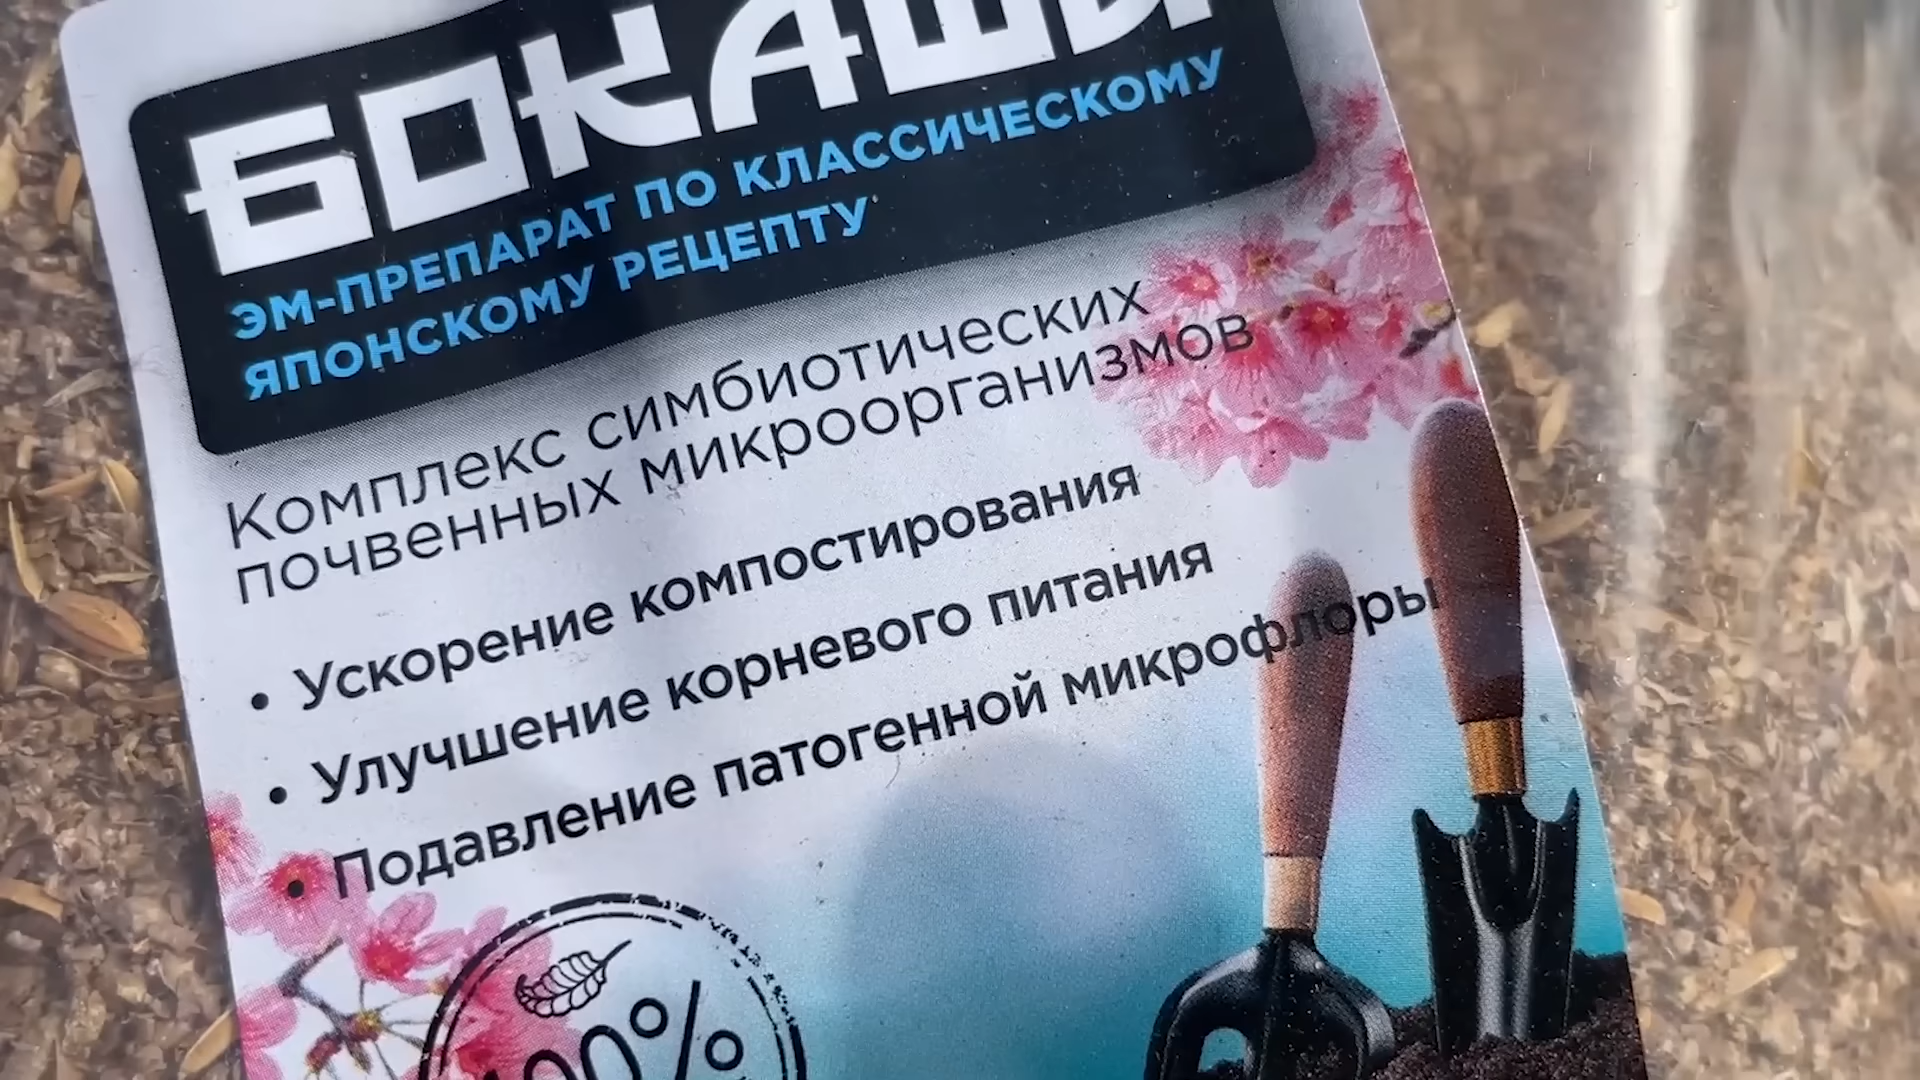 БОКАШИ
ЭМ-ПРЕПАРАТ ПО КЛАССИЧЕСКОМУ
ЯПОНСКОМУ РЕЦЕПТУ
Комплекс симбиотических
почвенных микроорганизмов
• Ускорение компостирования
• Улучшение корневого питания
• Подавление патогенной микрофлоры
100%